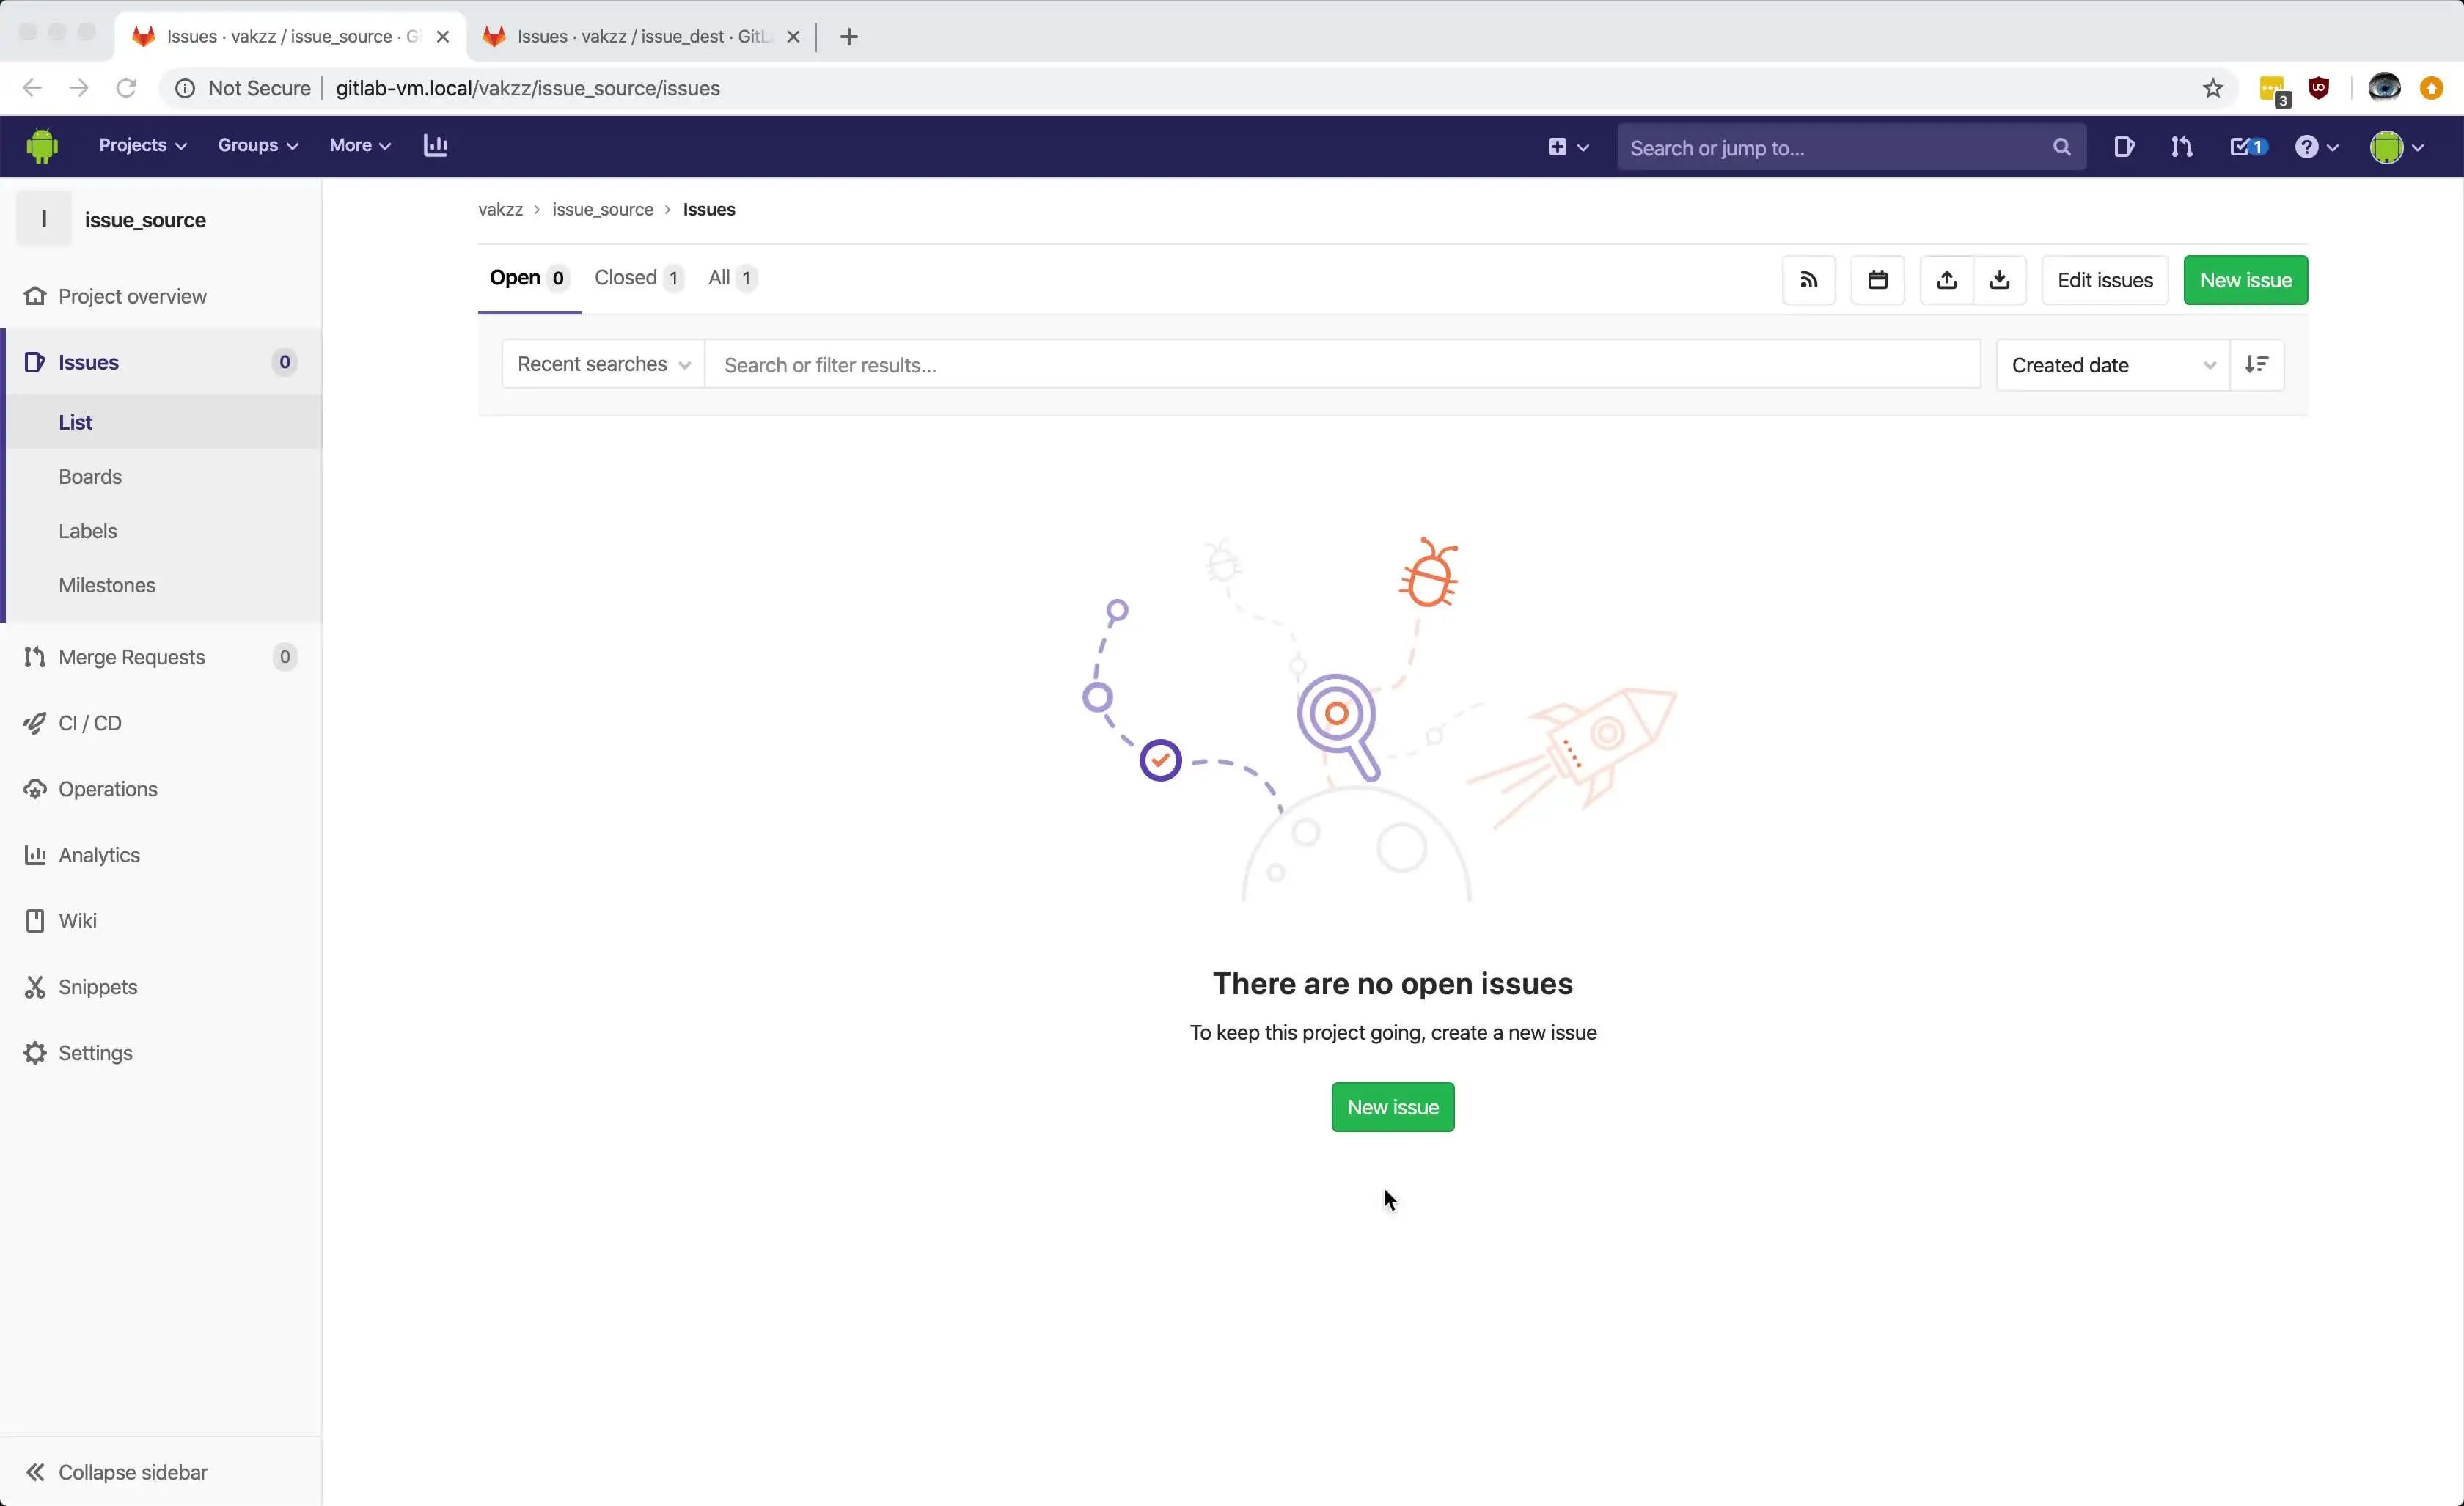 Issues · vakzz / issue_source · G
Issues · vakzz / issue_dest · GitL
Not Secure
gitlab-vm.local/vakzz/issue_source/issues
3
Projects
Groups
More
Search or jump to...
1
I
issue_source
Project overview
Issues 0
List
Boards
Labels
Milestones
Merge Requests 0
CI / CD
Operations
Analytics
Wiki
Snippets
Settings
Collapse sidebar
vakzz > issue_source > Issues
Open 0
Closed 1
All 1
Edit issues
New issue
Recent searches
Search or filter results...
Created date
There are no open issues
To keep this project going, create a new issue
New issue